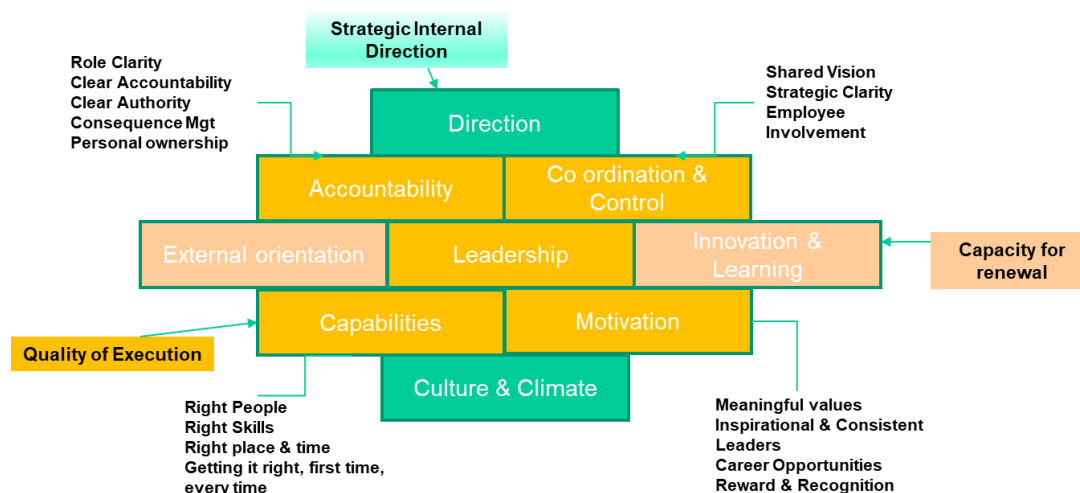 Strategic Internal
Direction
Role Clarity
Clear Accountability
Clear Authority
Consequence Mgt
Personal ownership
Shared Vision
Strategic Clarity
Employee
Involvement
Direction
Accountability
Co ordination &
Control
External orientation
Leadership
Innovation &
Learning
Capacity for
renewal
Capabilities
Motivation
Quality of Execution
Culture & Climate
Right People
Right Skills
Right place & time
Getting it right, first time,
every time
Meaningful values
Inspirational & Consistent
Leaders
Career Opportunities
Reward & Recognition